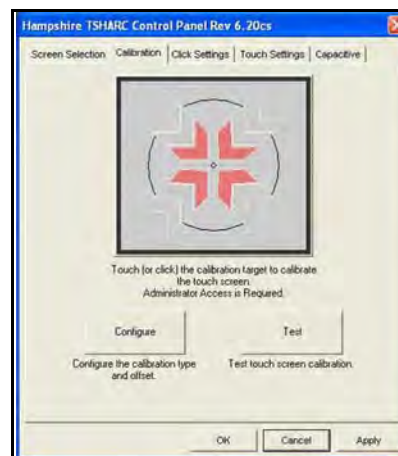 Hampshire TSHARC Control Panel Rev 6.20cs
Screen Selection Calibration Click Settings Touch Settings Capacitive
Touch (or click) the calibration target to calibrate
the touch screen.
Administrator Access is Required.
Configure Test
Configure the calibration type
and offset.
Test touch screen calibration.
OK Cancel Apply